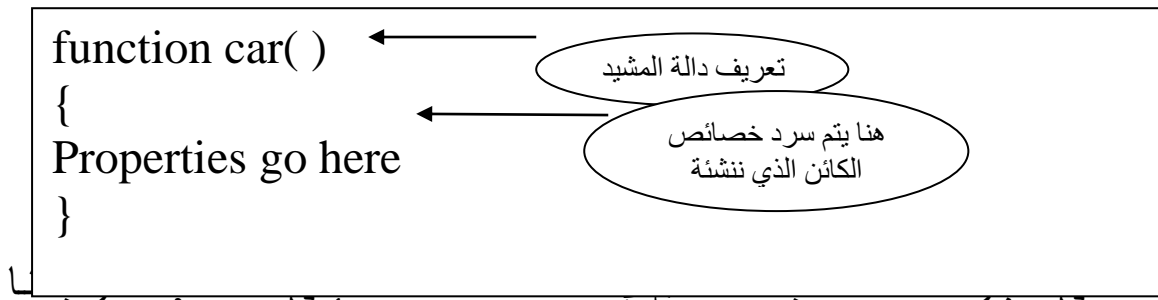 function car( )
تعريف دالة المشيد
{
هنا يتم سرد خصائص
الكائن الذي ننشئة
Properties go here
}